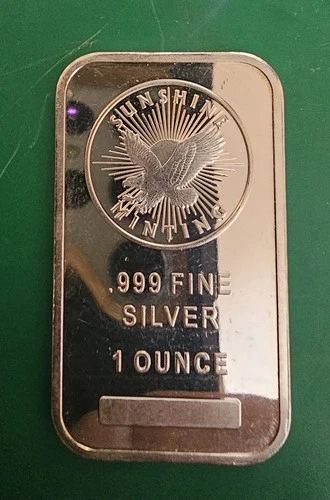 SUNSHINE
MINTING
.999 FINE
SILVER
1 OUNCE